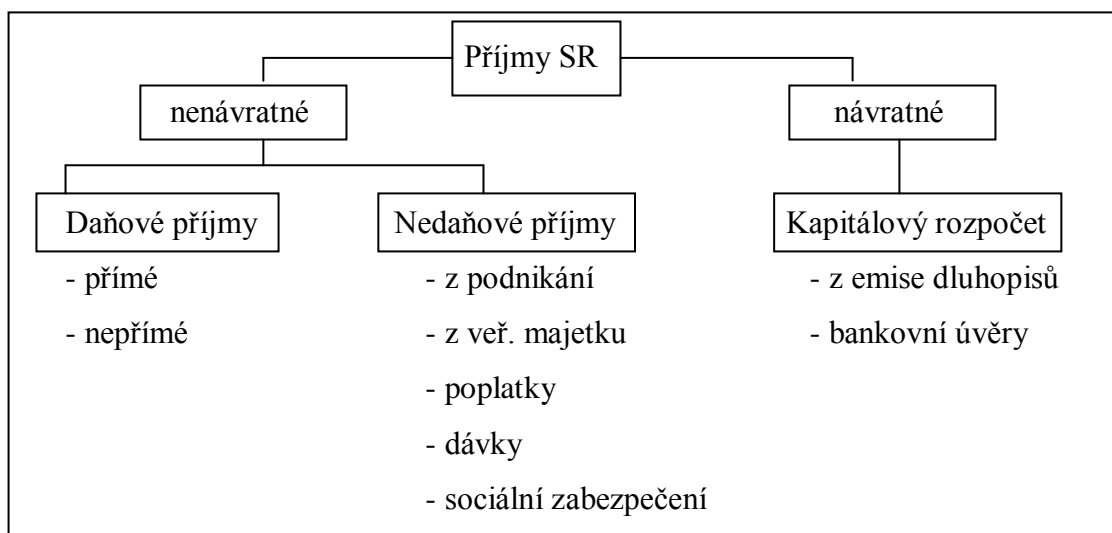 Příjmy SR
nenávratné
návratné
Daňové příjmy
Nedaňové příjmy
Kapitálový rozpočet
- přímé
- nepřímé
- z podnikání
- z veř. majetku
- poplatky
- dávky
- sociální zabezpečení
- z emise dluhopisů
- bankovní úvěry